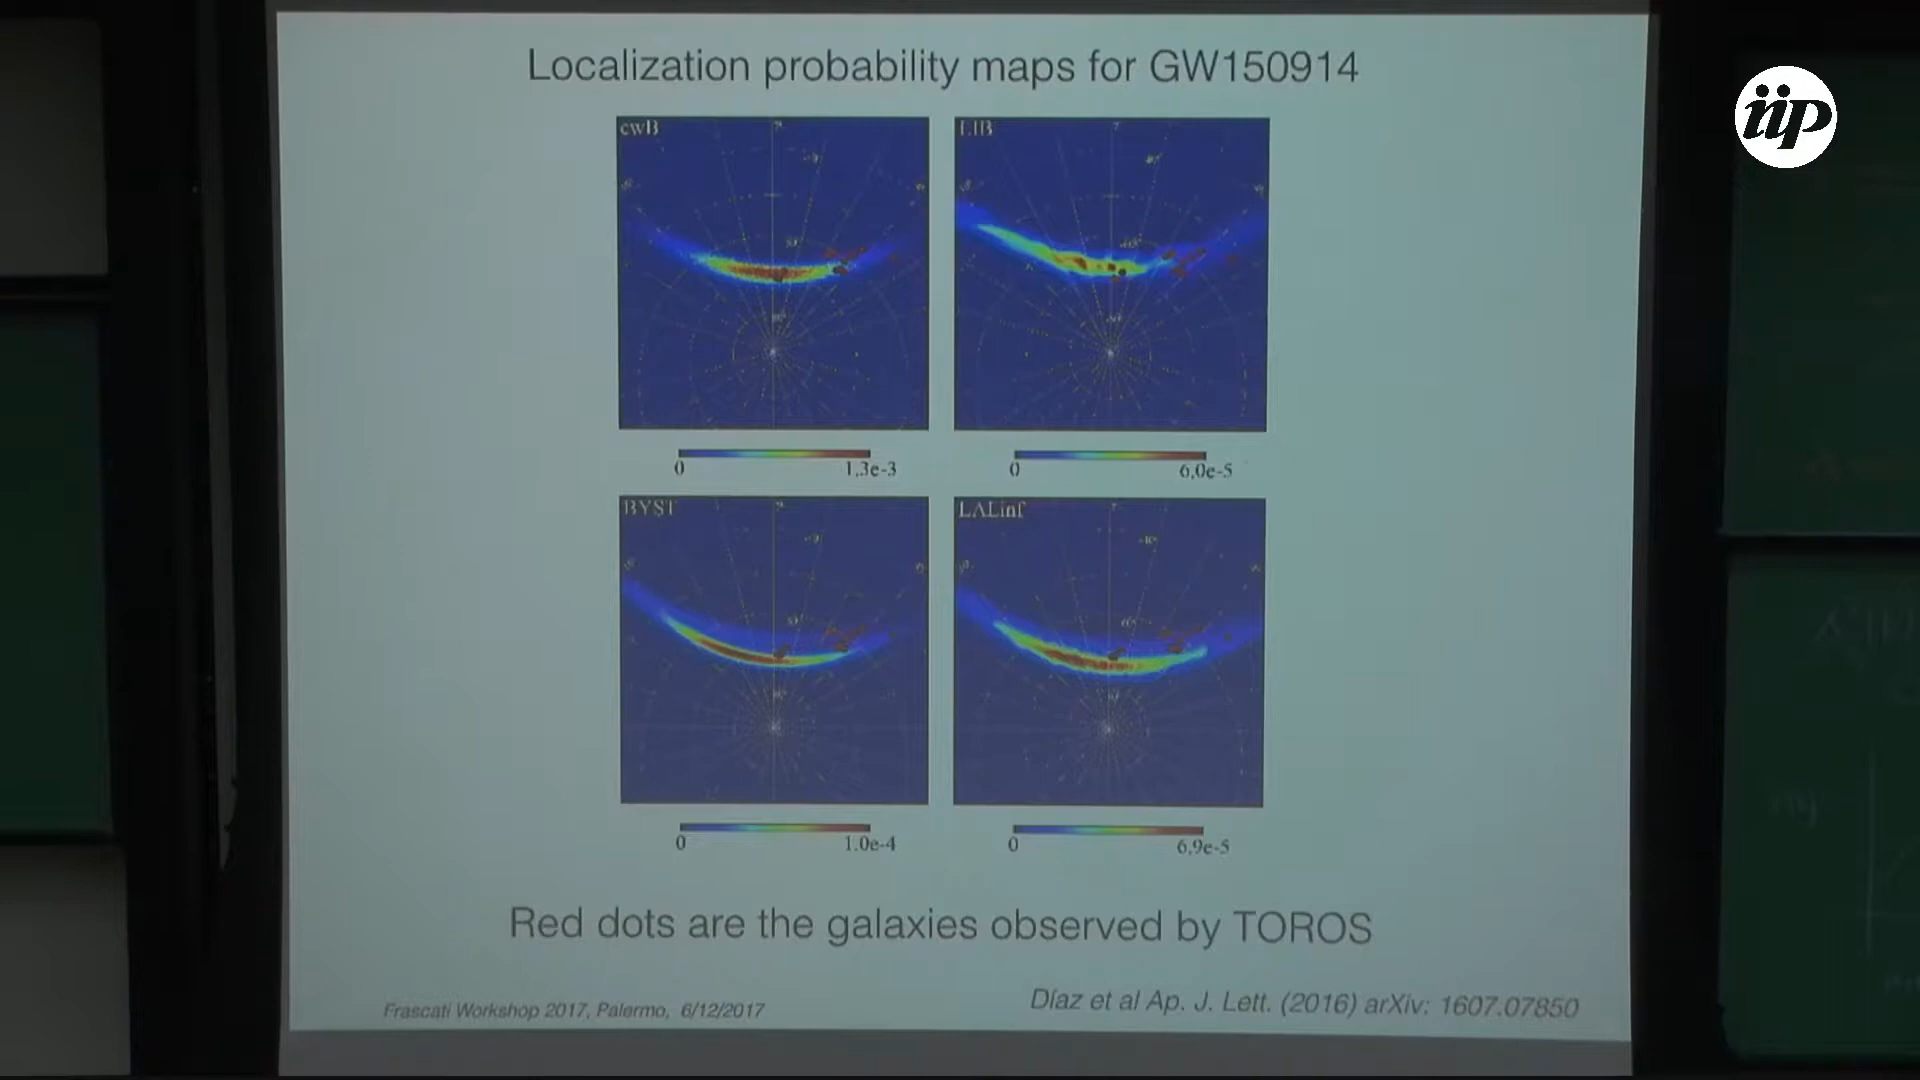 Localization probability maps for GW150914
iip
cwB
LIB
0
1.3e-3
0
6.0e-5
BYST
LALinf
0
1.0e-4
0
6.9e-5
Red dots are the galaxies observed by TOROS
Frascati Workshop 2017, Palermo, 6/12/2017
Díaz et al Ap. J. Lett. (2016) arXiv: 1607.07850